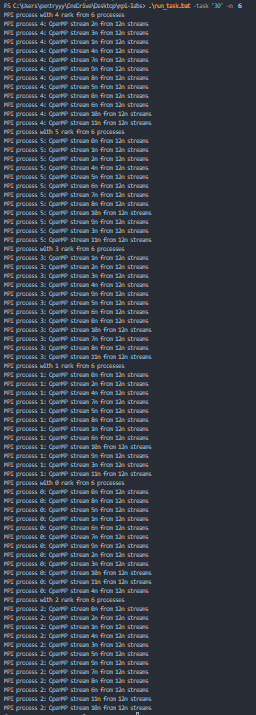 PS C:\Users\pentryyy\OneDrive\Desktop\mpi-labs> .\run_task.bat -task "30" -n 6
MPI process with 4 rank from 6 processes
MPI process 4: OpenMP stream 2n from 12n streams
MPI process 4: OpenMP stream 3n from 12n streams
MPI process 4: OpenMP stream 1n from 12n streams
MPI process 4: OpenMP stream 4n from 12n streams
MPI process 4: OpenMP stream 7n from 12n streams
MPI process 4: OpenMP stream 9n from 12n streams
MPI process 4: OpenMP stream 8n from 12n streams
MPI process 4: OpenMP stream 5n from 12n streams
MPI process 4: OpenMP stream 0n from 12n streams
MPI process 4: OpenMP stream 6n from 12n streams
MPI process 4: OpenMP stream 10n from 12n streams
MPI process 4: OpenMP stream 11n from 12n streams
MPI process with 5 rank from 6 processes
MPI process 5: OpenMP stream 0n from 12n streams
MPI process 5: OpenMP stream 1n from 12n streams
MPI process 5: OpenMP stream 2n from 12n streams
MPI process 5: OpenMP stream 4n from 12n streams
MPI process 5: OpenMP stream 5n from 12n streams
MPI process 5: OpenMP stream 6n from 12n streams
MPI process 5: OpenMP stream 7n from 12n streams
MPI process 5: OpenMP stream 8n from 12n streams
MPI process 5: OpenMP stream 10n from 12n streams
MPI process 5: OpenMP stream 9n from 12n streams
MPI process 5: OpenMP stream 3n from 12n streams
MPI process 5: OpenMP stream 11n from 12n streams
MPI process with 3 rank from 6 processes
MPI process 3: OpenMP stream 1n from 12n streams
MPI process 3: OpenMP stream 2n from 12n streams
MPI process 3: OpenMP stream 3n from 12n streams
MPI process 3: OpenMP stream 4n from 12n streams
MPI process 3: OpenMP stream 9n from 12n streams
MPI process 3: OpenMP stream 5n from 12n streams
MPI process 3: OpenMP stream 6n from 12n streams
MPI process 3: OpenMP stream 0n from 12n streams
MPI process 3: OpenMP stream 10n from 12n streams
MPI process 3: OpenMP stream 7n from 12n streams
MPI process 3: OpenMP stream 8n from 12n streams
MPI process 3: OpenMP stream 11n from 12n streams
MPI process with 1 rank from 6 processes
MPI process 1: OpenMP stream 0n from 12n streams
MPI process 1: OpenMP stream 2n from 12n streams
MPI process 1: OpenMP stream 4n from 12n streams
MPI process 1: OpenMP stream 7n from 12n streams
MPI process 1: OpenMP stream 5n from 12n streams
MPI process 1: OpenMP stream 8n from 12n streams
MPI process 1: OpenMP stream 1n from 12n streams
MPI process 1: OpenMP stream 6n from 12n streams
MPI process 1: OpenMP stream 10n from 12n streams
MPI process 1: OpenMP stream 9n from 12n streams
MPI process 1: OpenMP stream 3n from 12n streams
MPI process 1: OpenMP stream 11n from 12n streams
MPI process with 0 rank from 6 processes
MPI process 0: OpenMP stream 0n from 12n streams
MPI process 0: OpenMP stream 8n from 12n streams
MPI process 0: OpenMP stream 5n from 12n streams
MPI process 0: OpenMP stream 1n from 12n streams
MPI process 0: OpenMP stream 6n from 12n streams
MPI process 0: OpenMP stream 7n from 12n streams
MPI process 0: OpenMP stream 9n from 12n streams
MPI process 0: OpenMP stream 2n from 12n streams
MPI process 0: OpenMP stream 3n from 12n streams
MPI process 0: OpenMP stream 10n from 12n streams
MPI process 0: OpenMP stream 11n from 12n streams
MPI process 0: OpenMP stream 4n from 12n streams
MPI process with 2 rank from 6 processes
MPI process 2: OpenMP stream 0n from 12n streams
MPI process 2: OpenMP stream 2n from 12n streams
MPI process 2: OpenMP stream 1n from 12n streams
MPI process 2: OpenMP stream 4n from 12n streams
MPI process 2: OpenMP stream 3n from 12n streams
MPI process 2: OpenMP stream 5n from 12n streams
MPI process 2: OpenMP stream 9n from 12n streams
MPI process 2: OpenMP stream 7n from 12n streams
MPI process 2: OpenMP stream 8n from 12n streams
MPI process 2: OpenMP stream 6n from 12n streams
MPI process 2: OpenMP stream 11n from 12n streams
MPI process 2: OpenMP stream 10n from 12n streams